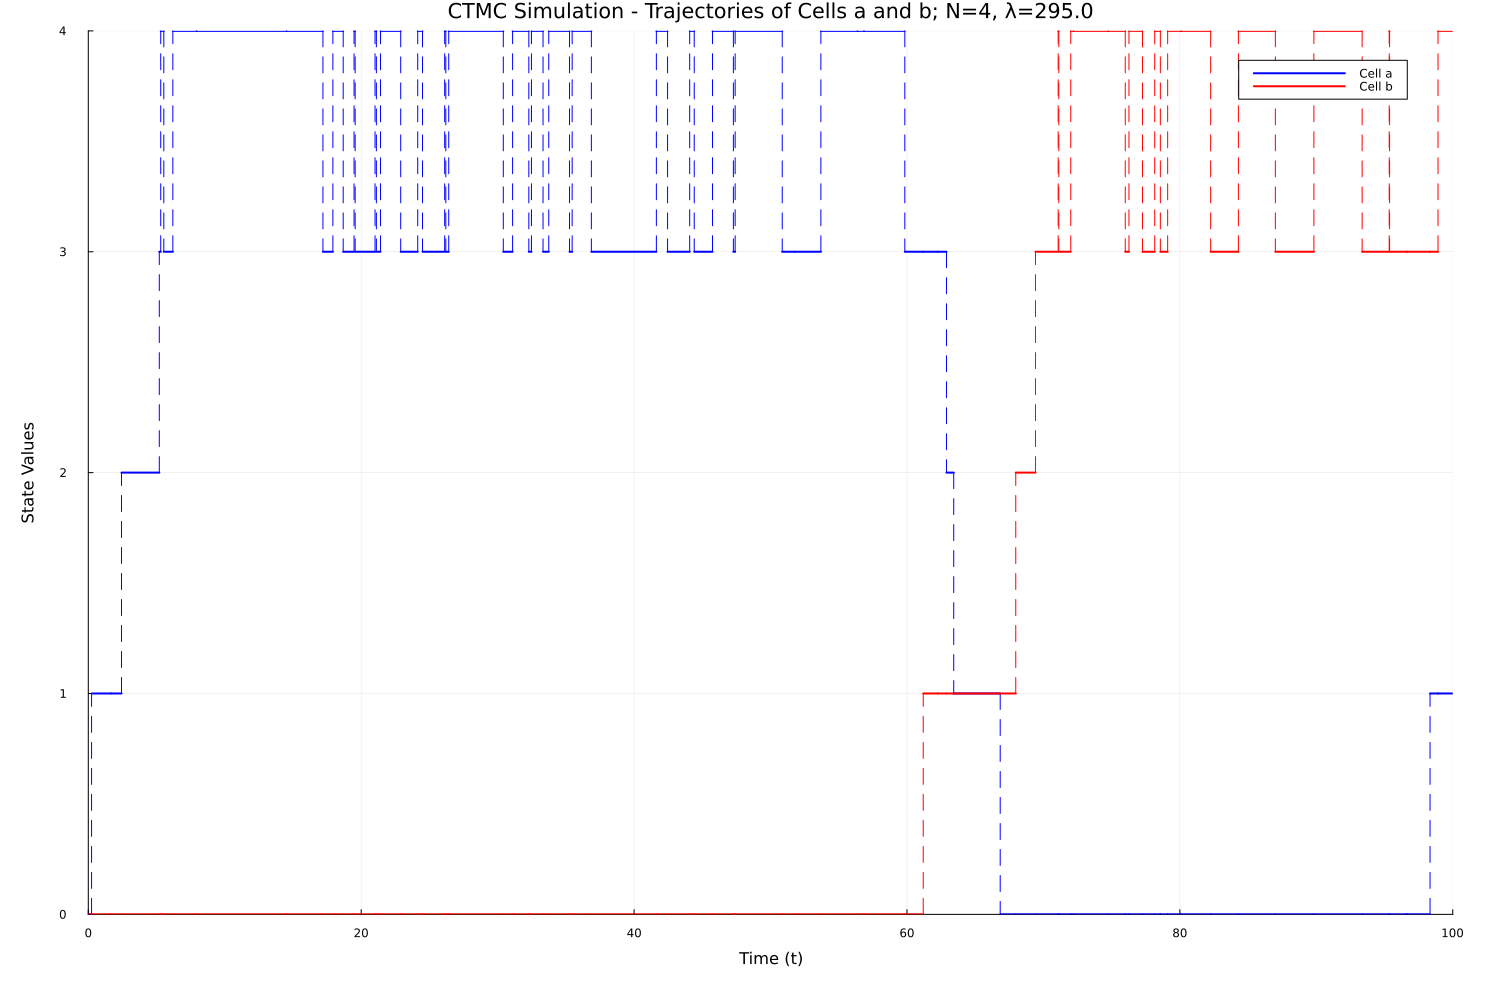 CTMC Simulation - Trajectories of Cells a and b; N=4, λ=295.0
4
Cell a
Cell b
3
State Values
2
1
0
0 20 40 60 80 100
Time (t)